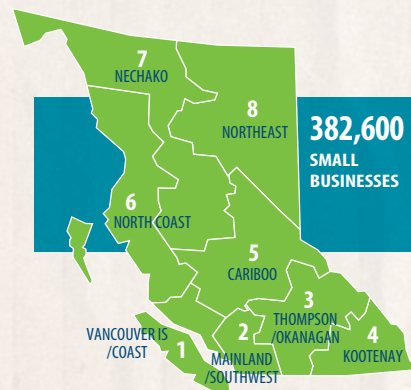 7
NECHAKO
8
NORTHEAST
382,600
SMALL
BUSINESSES
6
NORTH COAST
5
CARIBOO
3
THOMPSON
/OKANAGAN
4
KOOTENAY
VANCOUVER IS
/COAST
1
2
MAINLAND
/SOUTHWEST